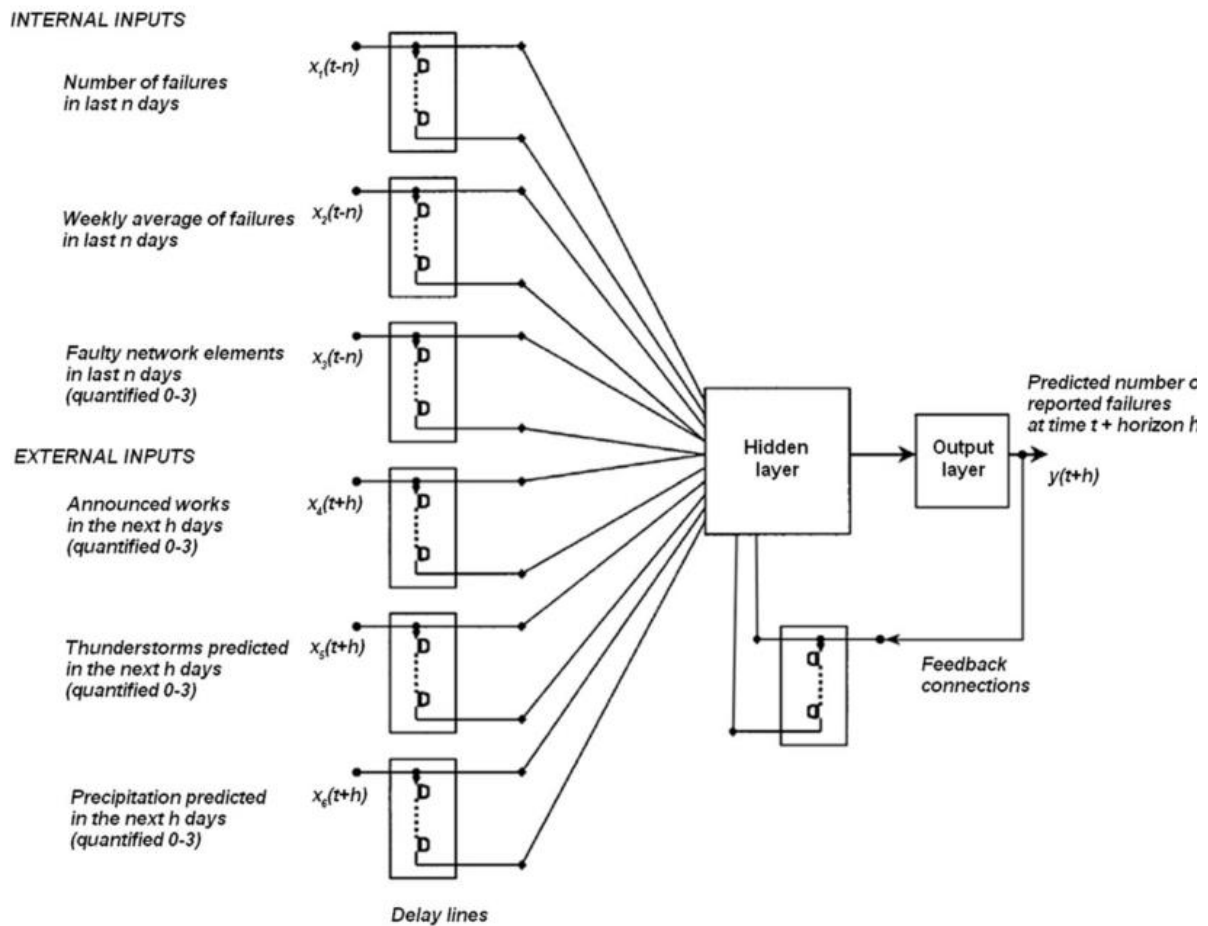 INTERNAL INPUTS
Number of failures
in last n days
x1(t-n)
D
D
Weekly average of failures
in last n days
x2(t-n)
D
D
Faulty network elements
in last n days
(quantified 0-3)
x3(t-n)
D
D
EXTERNAL INPUTS
Announced works
in the next h days
(quantified 0-3)
x4(t+h)
D
D
Thunderstorms predicted
in the next h days
(quantified 0-3)
x5(t+h)
D
D
Precipitation predicted
in the next h days
(quantified 0-3)
x6(t+h)
D
D
Delay lines
Hidden
layer
Output
layer
Predicted number
reported failures
at time t + horizon h
y(t+h)
D
D
Feedback
connections